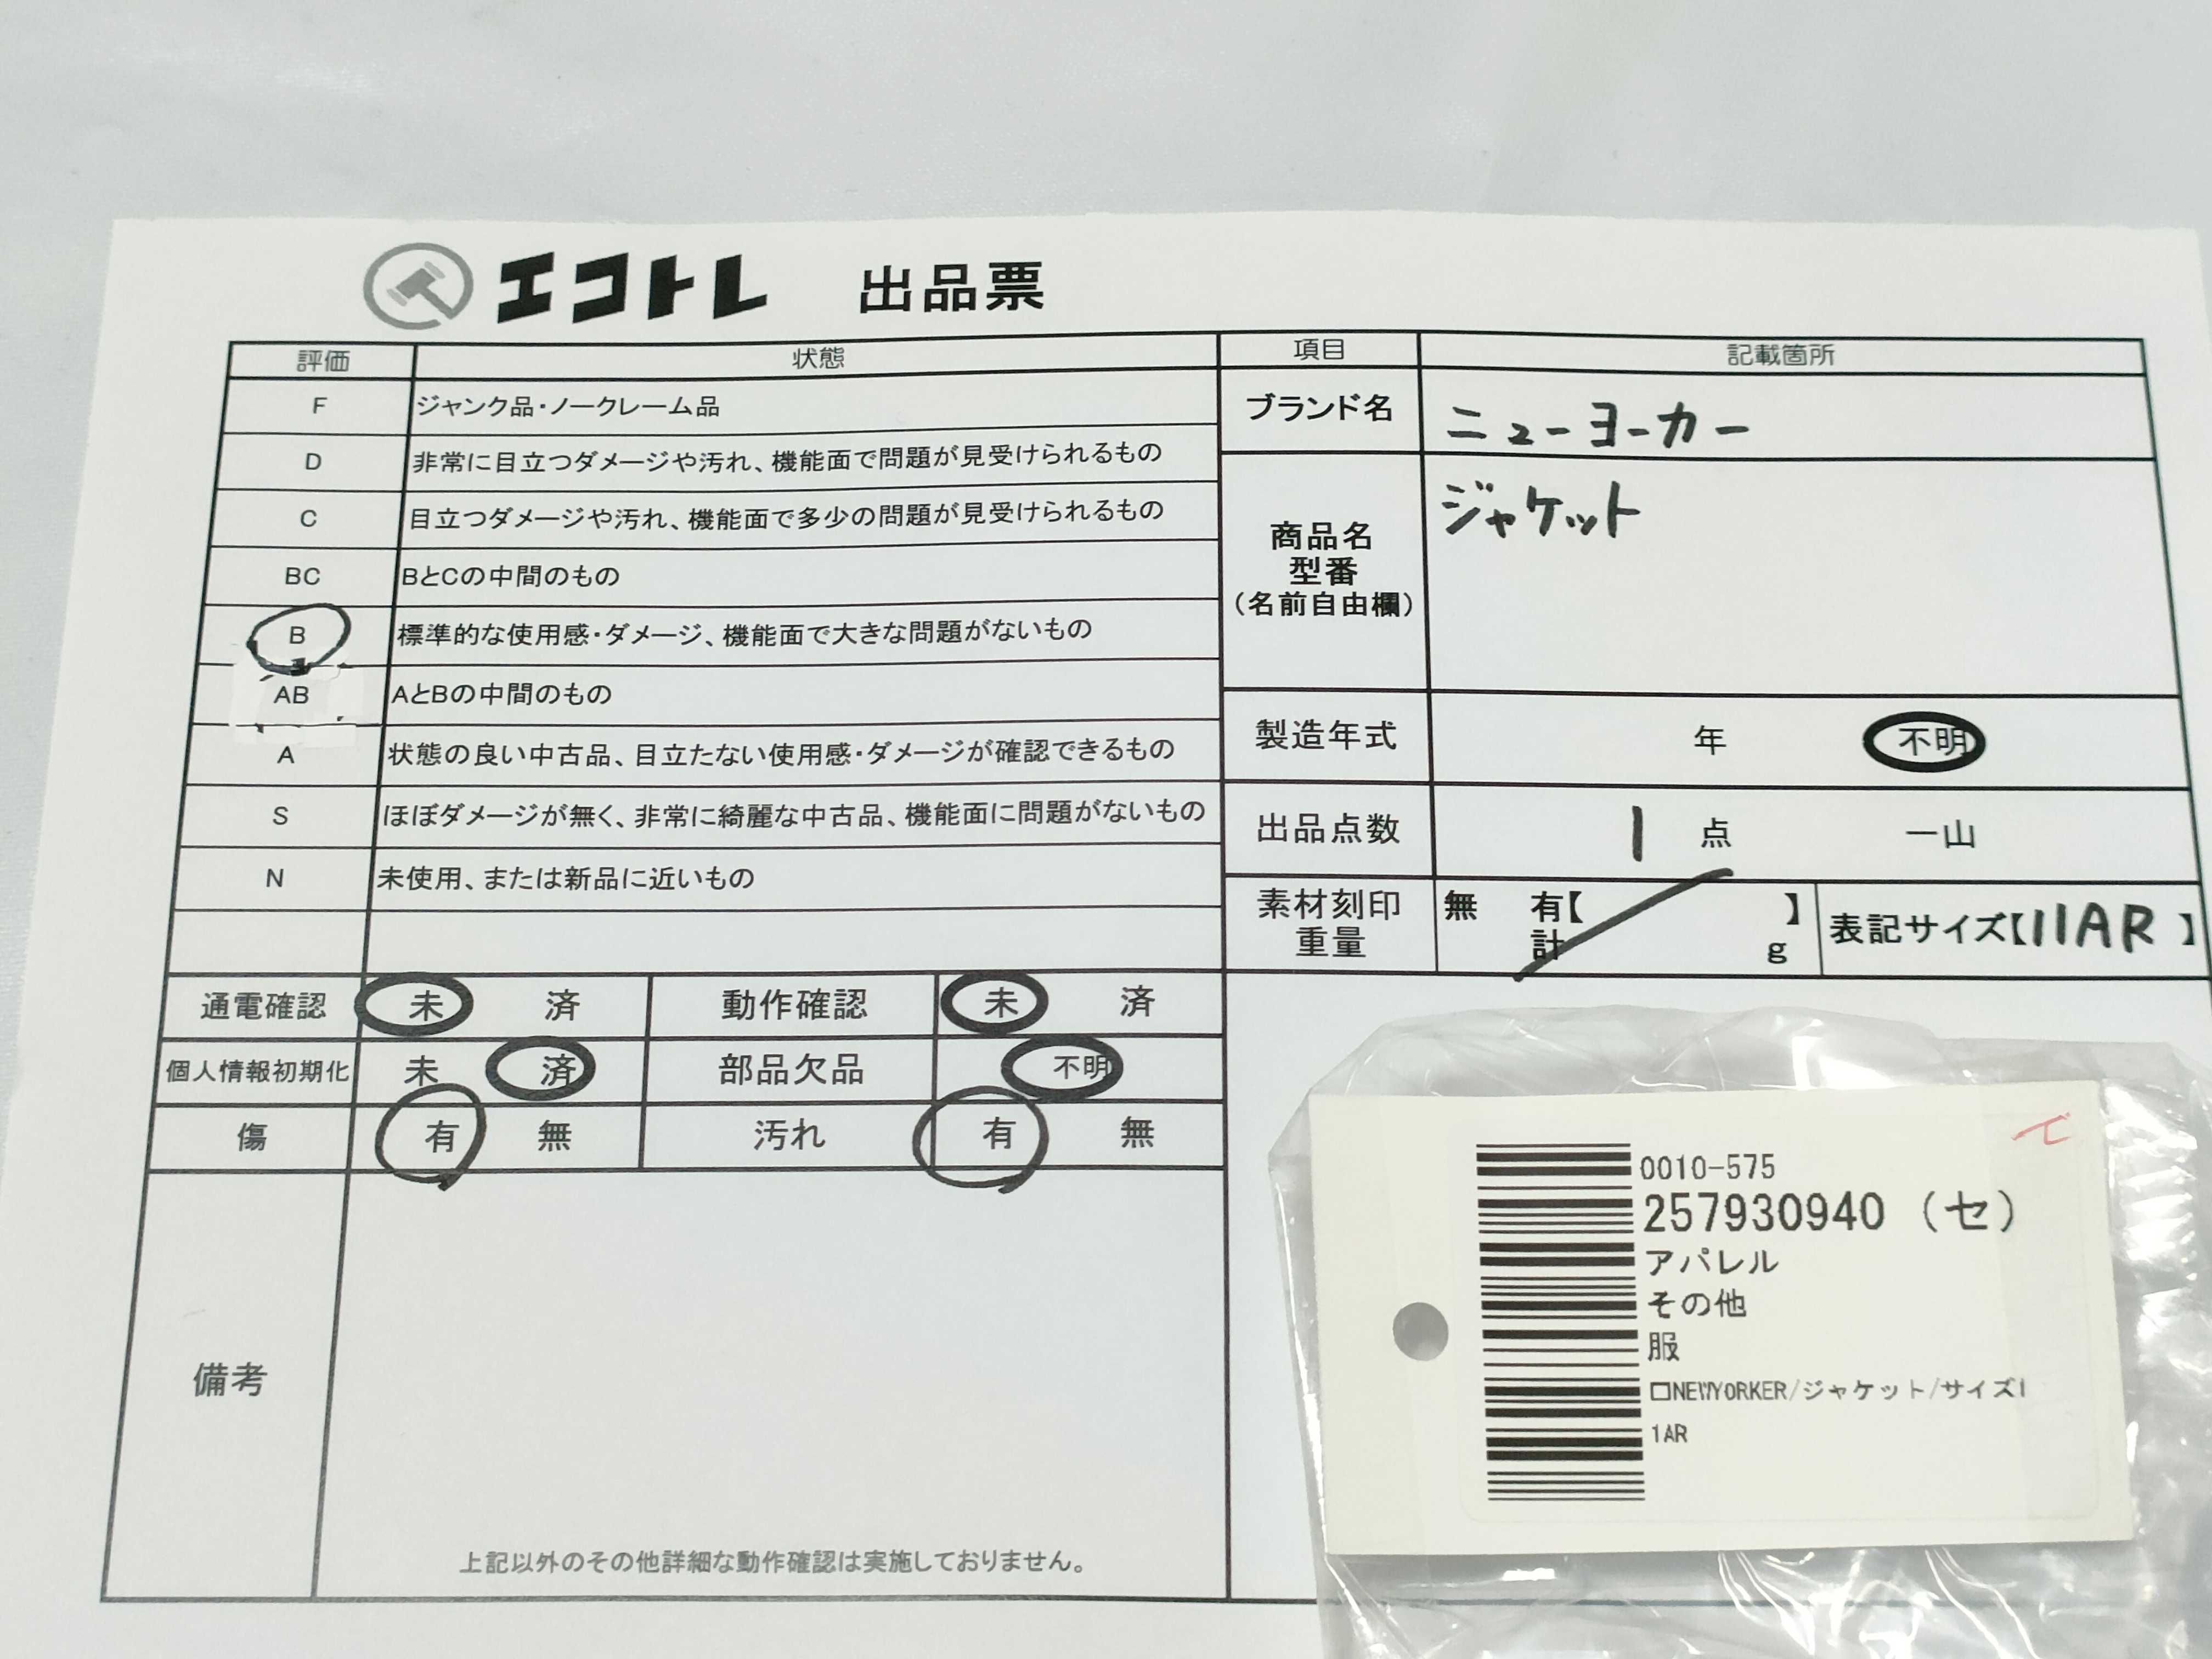 エコトレ 出品票
評価 状態
F ジャンク品・ノークレーム品
D 非常に目立つダメージや汚れ、機能面で問題が見受けられるもの
C 目立つダメージや汚れ、機能面で多少の問題が見受けられるもの
BC BとCの中間のもの
B 標準的な使用感・ダメージ、機能面で大きな問題がないもの
AB AとBの中間のもの
A 状態の良い中古品、目立たない使用感・ダメージが確認できるもの
S ほぼダメージが無く、非常に綺麗な中古品、機能面に問題がないもの
N 未使用、または新品に近いもの
項目 記載箇所
ブランド名 ニューヨーカー
商品名 ジャケット
型番
(名前自由欄)
製造年式 年 不明
出品点数 1 点 一山
素材刻印 無 有【 】
重量 計 g
表記サイズ【11AR】
通電確認 未 済 動作確認 未 済
個人情報初期化 未 済 部品欠品 不明
傷 有 無 汚れ 有 無
備考
上記以外のその他詳細な動作確認は実施しておりません。
0010-575
257930940 (セ)
アパレル
その他
服
□NEWYORKER/ジャケット/サイズ1
1AR